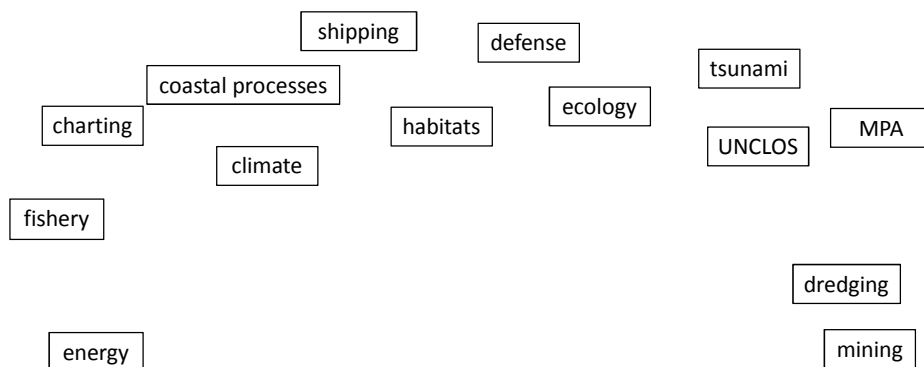 shipping
defense
tsunami
coastal processes
ecology
charting
habitats
MPA
UNCLOS
climate
fishery
dredging
energy
mining